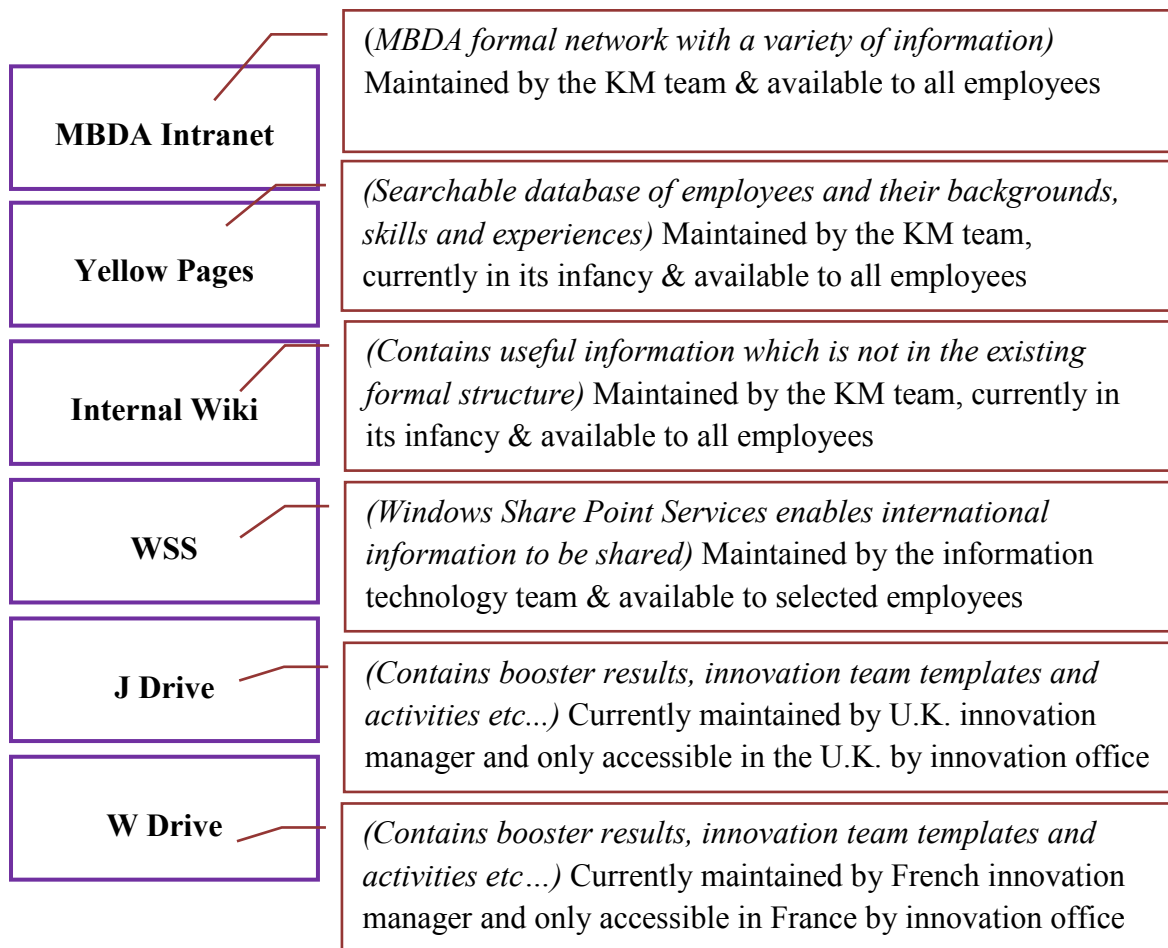 MBDA Intranet
(MBDA formal network with a variety of information)
Maintained by the KM team & available to all employees
Yellow Pages
(Searchable database of employees and their backgrounds,
skills and experiences) Maintained by the KM team,
currently in its infancy & available to all employees
Internal Wiki
(Contains useful information which is not in the existing
formal structure) Maintained by the KM team, currently in
its infancy & available to all employees
WSS
(Windows Share Point Services enables international
information to be shared) Maintained by the information
technology team & available to selected employees
J Drive
(Contains booster results, innovation team templates and
activities etc...) Currently maintained by U.K. innovation
manager and only accessible in the U.K. by innovation office
W Drive
(Contains booster results, innovation team templates and
activities etc…) Currently maintained by French innovation
manager and only accessible in France by innovation office